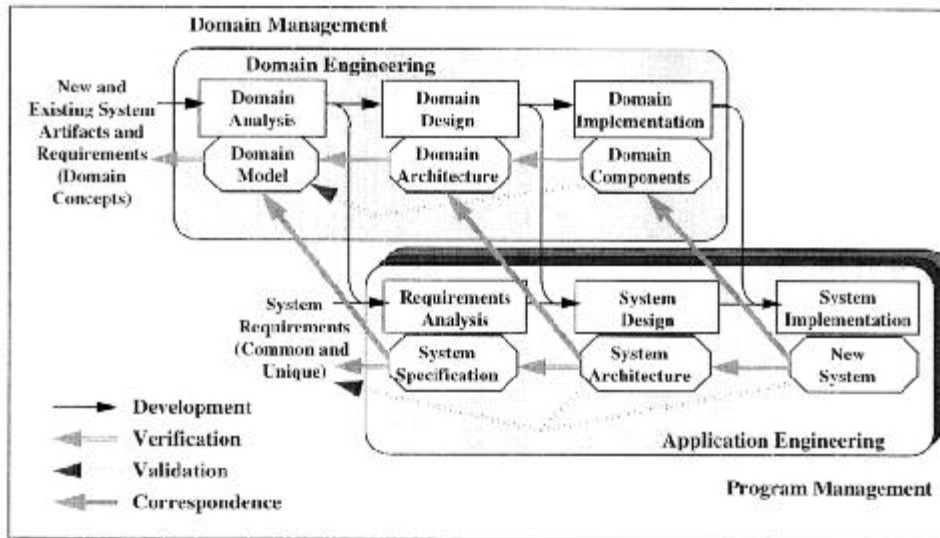 Domain Management
Domain Engineering
New and
Existing System
Artifacts and
Requirements
(Domain
Concepts)
Domain
Analysis
Domain
Design
Domain
Implementation
Domain
Model
Domain
Architecture
Domain
Components
System
Requirements
(Common and
Unique)
Requirements
Analysis
System
Design
System
Implementation
System
Specification
System
Architecture
New
System
Development
Verification
Validation
Correspondence
Application Engineering
Program Management